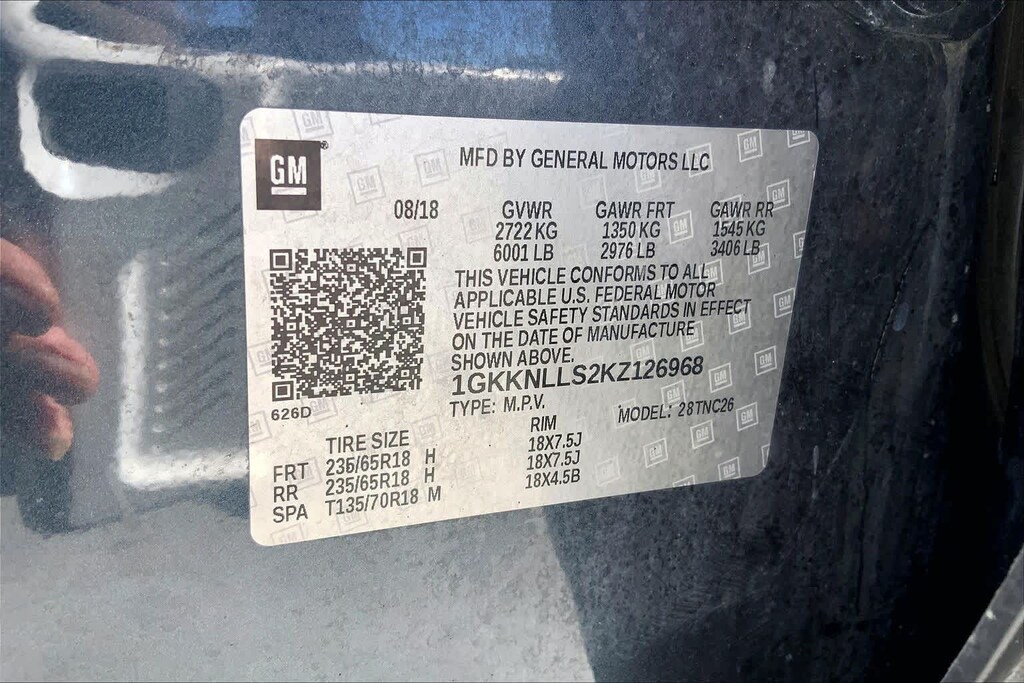 GM
MFD BY GENERAL MOTORS LLC
08/18 GVWR GAWR FRT GAWR RR
2722 KG 1350 KG 1545 KG
6001 LB 2976 LB 3406 LB
THIS VEHICLE CONFORMS TO ALL
APPLICABLE U.S. FEDERAL MOTOR
VEHICLE SAFETY STANDARDS IN EFFECT
ON THE DATE OF MANUFACTURE
SHOWN ABOVE.
1GKKNLLS2KZ126968
626D TYPE: M.P.V. MODEL: 28TNC26
TIRE SIZE RIM
FRT 235/65R18 H 18X7.5J
RR 235/65R18 H 18X7.5J
SPA T135/70R18 M 18X4.5B